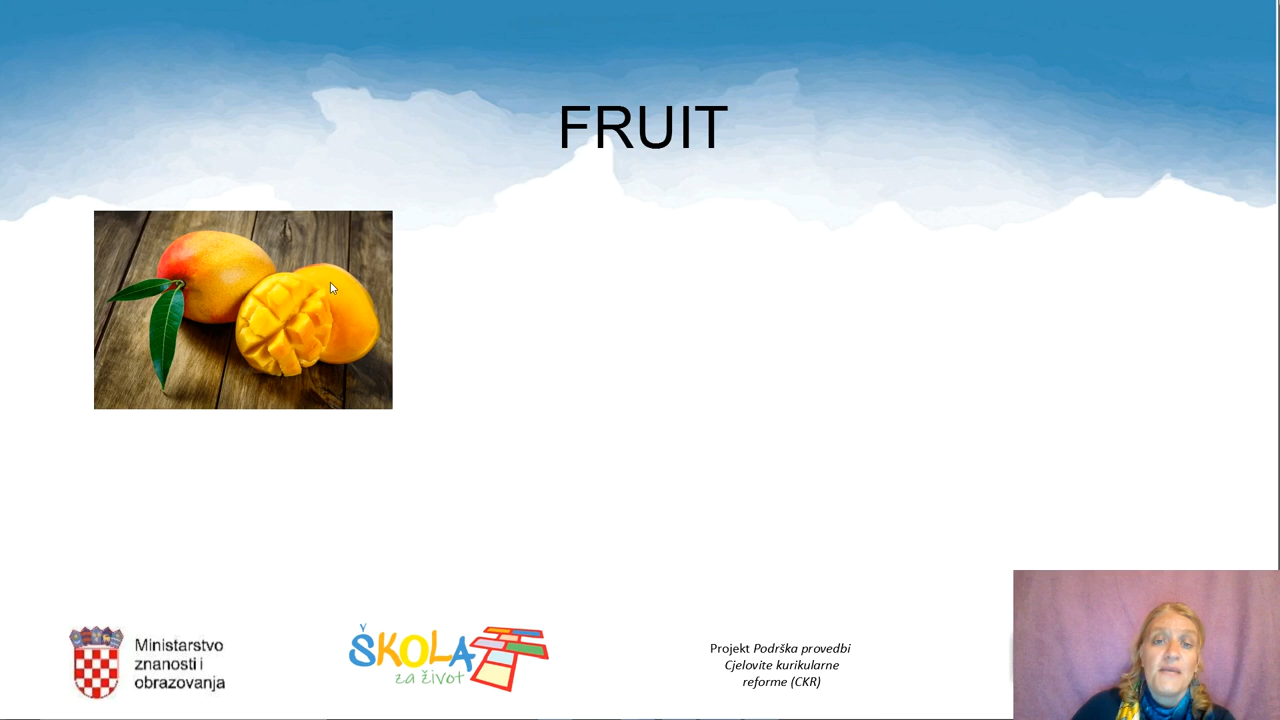 FRUIT
Ministarstvo
znanosti i
obrazovanja
ŠKOLA
za život
Projekt Podrška provedbi
Cjelovite kurikularne
reforme (CKR)